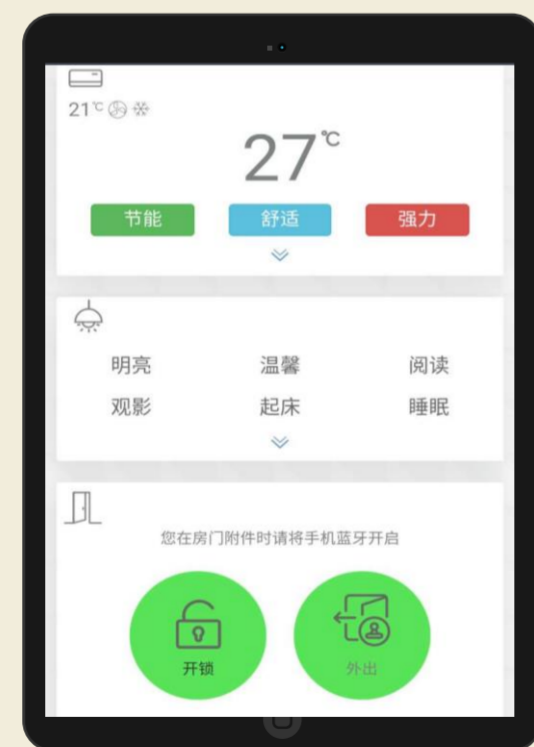 21℃
27℃
节能 舒适 强力
明亮 温馨 阅读
观影 起床 睡眠
您在房门附件时请将手机蓝牙开启
开锁 外出